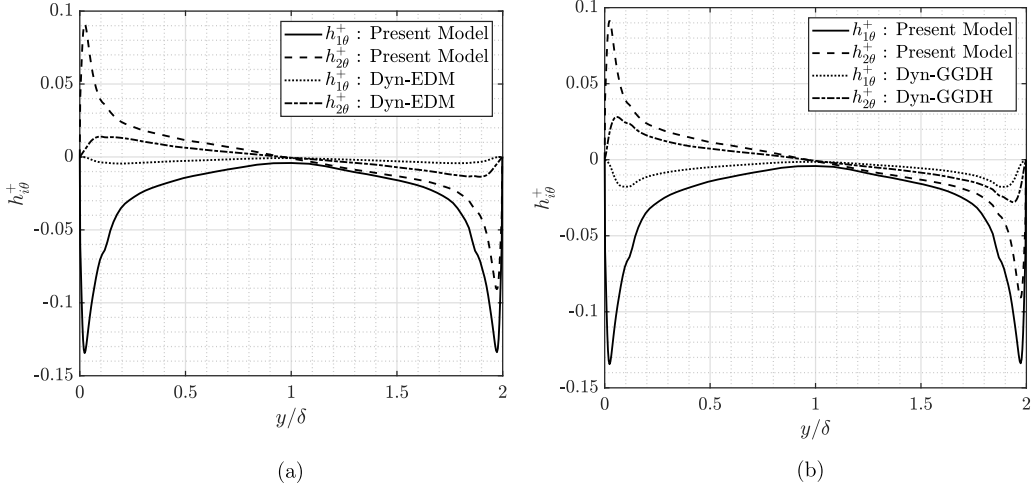 0.1
0.05
0
-0.05
-0.1
-0.15
0
0.5
1
1.5
2
h⁺ᵢθ
y/δ
h⁺₁θ : Present Model
h⁺₂θ : Present Model
h⁺₁θ : Dyn-EDM
h⁺₂θ : Dyn-EDM
(a)
0.1
0.05
0
-0.05
-0.1
-0.15
0
0.5
1
1.5
2
h⁺ᵢθ
y/δ
h⁺₁θ : Present Model
h⁺₂θ : Present Model
h⁺₁θ : Dyn-GGDH
h⁺₂θ : Dyn-GGDH
(b)